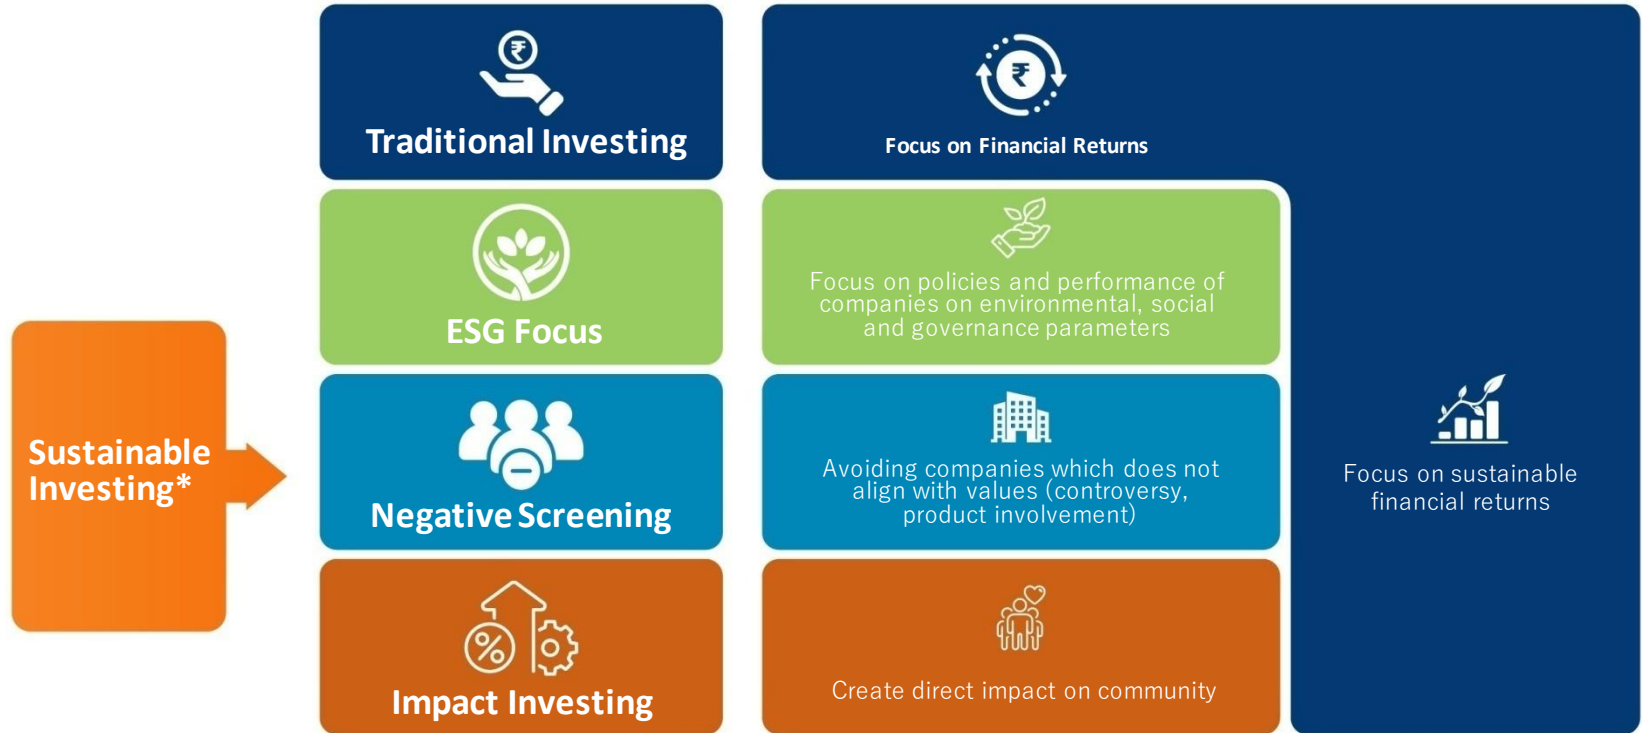 Traditional Investing
₹
₹
Focus on Financial Returns
Sustainable
Investing*
ESG Focus
Focus on policies and performance of
companies on environmental, social
and governance parameters
Negative Screening
Avoiding companies which does not
align with values (controversy,
product involvement)
%
Impact Investing
Create direct impact on community
Focus on sustainable
financial returns